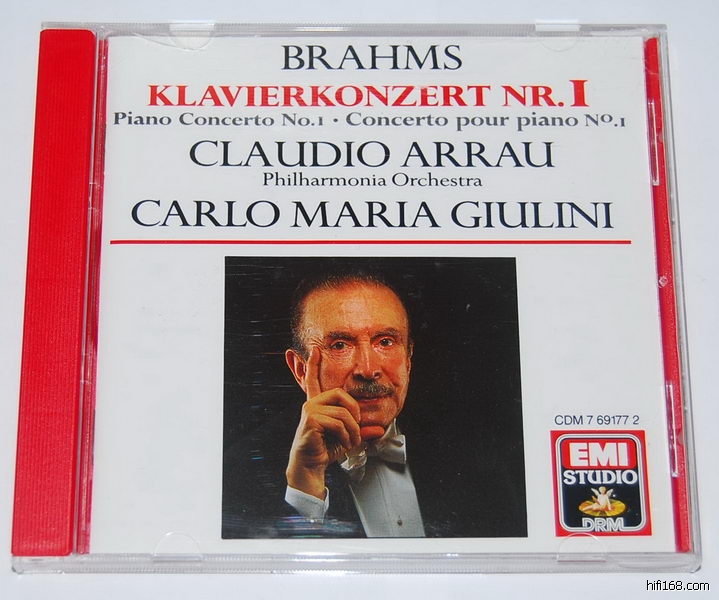 BRAHMS
KLAVIERKONZERT NR.1
Piano Concerto No.1 · Concerto pour piano Nº.1
CLAUDIO ARRAU
Philharmonia Orchestra
CARLO MARIA GIULINI
CDM 7 69177 2
EMI
STUDIO
DRM
hifi168.com